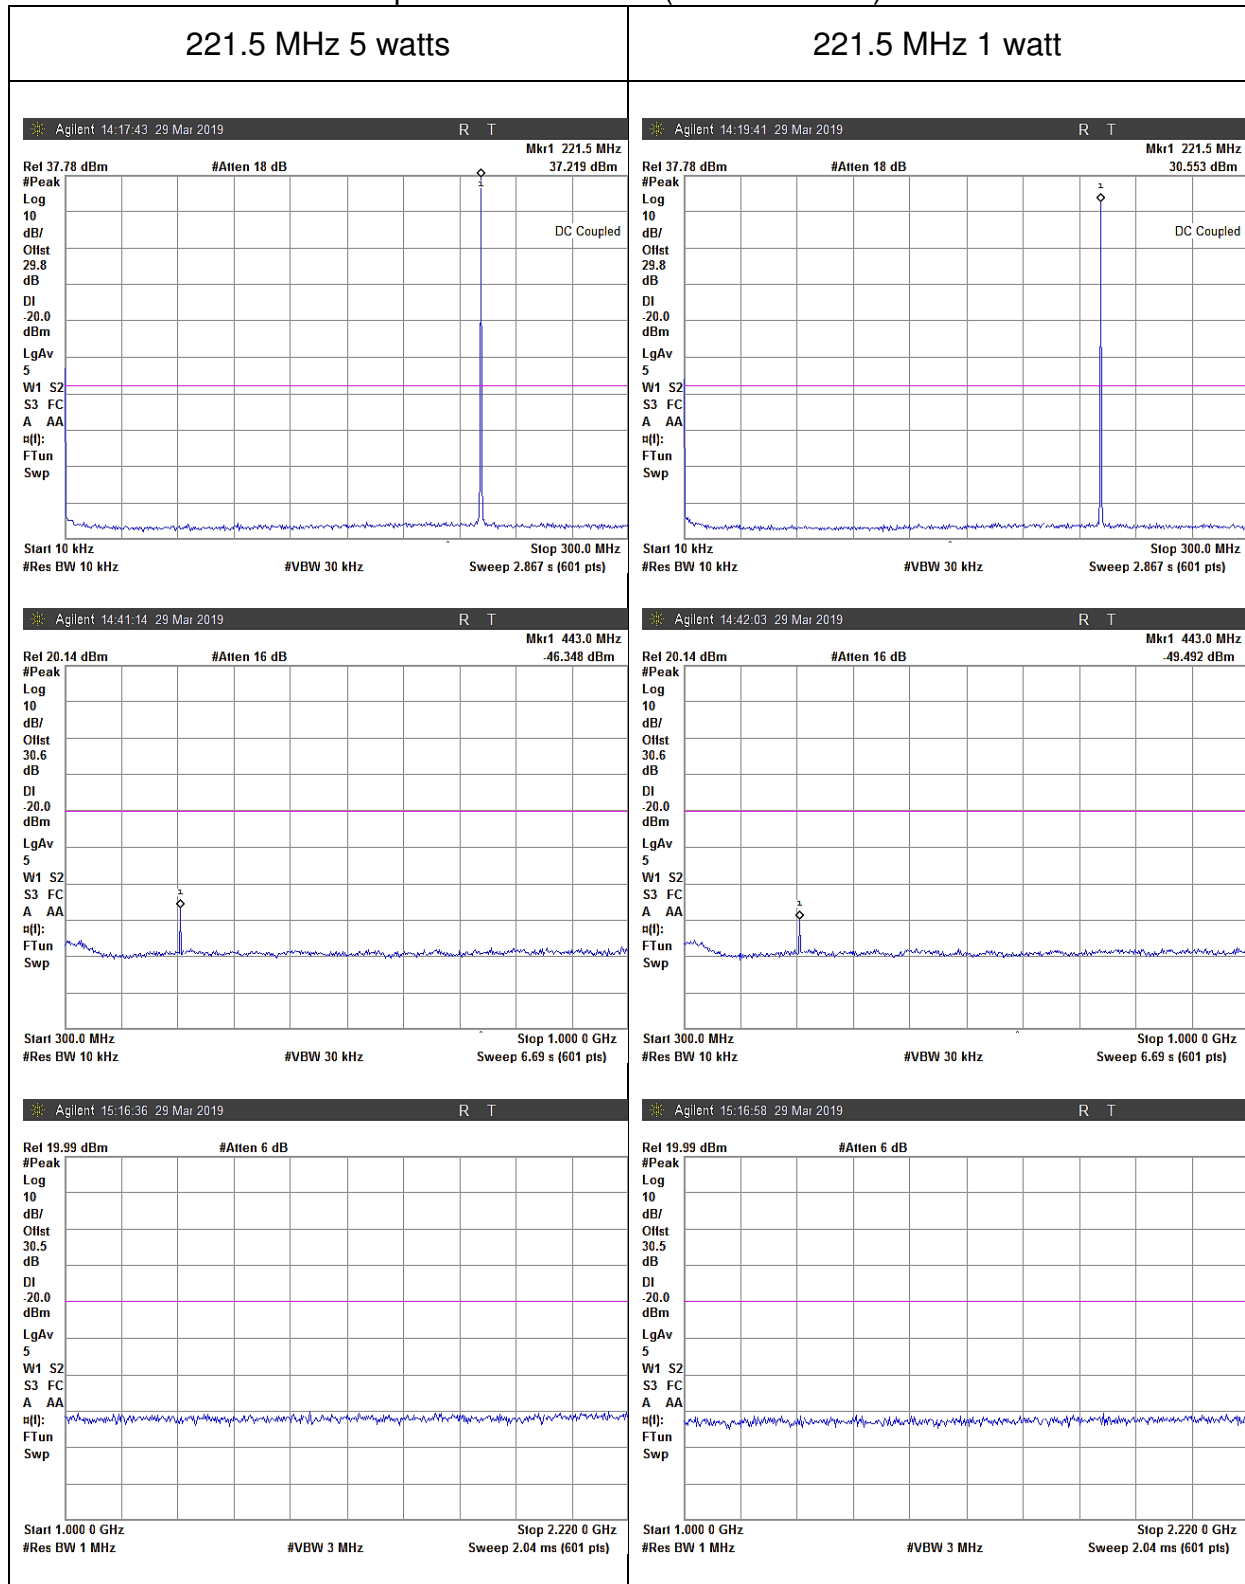 221.5 MHz 5 watts
221.5 MHz 1 watt
Agilent 14:17:43 29 Mar 2019 R T
Mkr1 221.5 MHz
Ref 37.78 dBm #Atten 18 dB 37.219 dBm
#Peak
1
Log
10
dB/
DC Coupled
Offst
29.8
dB
DI
-20.0
dBm
LgAv
5
W1 S2
S3 FC
A AA
¤(f):
FTun
Swp
Start 10 kHz Stop 300.0 MHz
#Res BW 10 kHz #VBW 30 kHz Sweep 2.867 s (601 pts)
Agilent 14:19:41 29 Mar 2019 R T
Mkr1 221.5 MHz
Ref 37.78 dBm #Atten 18 dB 30.553 dBm
#Peak
1
Log
10
dB/
DC Coupled
Offst
29.8
dB
DI
-20.0
dBm
LgAv
5
W1 S2
S3 FC
A AA
¤(f):
FTun
Swp
Start 10 kHz Stop 300.0 MHz
#Res BW 10 kHz #VBW 30 kHz Sweep 2.867 s (601 pts)
Agilent 14:41:14 29 Mar 2019 R T
Mkr1 443.0 MHz
Ref 20.14 dBm #Atten 16 dB -46.348 dBm
#Peak
Log
10
dB/
Offst
30.6
dB
DI
-20.0
dBm
LgAv
5
W1 S2
1
S3 FC
A AA
¤(f):
FTun
Swp
Start 300.0 MHz Stop 1.000 0 GHz
#Res BW 10 kHz #VBW 30 kHz Sweep 6.69 s (601 pts)
Agilent 14:42:03 29 Mar 2019 R T
Mkr1 443.0 MHz
Ref 20.14 dBm #Atten 16 dB -49.492 dBm
#Peak
Log
10
dB/
Offst
30.6
dB
DI
-20.0
dBm
LgAv
5
W1 S2
S3 FC
1
A AA
¤(f):
FTun
Swp
Start 300.0 MHz Stop 1.000 0 GHz
#Res BW 10 kHz #VBW 30 kHz Sweep 6.69 s (601 pts)
Agilent 15:16:36 29 Mar 2019 R T
Ref 19.99 dBm #Atten 6 dB
#Peak
Log
10
dB/
Offst
30.5
dB
DI
-20.0
dBm
LgAv
5
W1 S2
S3 FC
A AA
¤(f):
FTun
Swp
Start 1.000 0 GHz Stop 2.220 0 GHz
#Res BW 1 MHz #VBW 3 MHz Sweep 2.04 ms (601 pts)
Agilent 15:16:58 29 Mar 2019 R T
Ref 19.99 dBm #Atten 6 dB
#Peak
Log
10
dB/
Offst
30.5
dB
DI
-20.0
dBm
LgAv
5
W1 S2
S3 FC
A AA
¤(f):
FTun
Swp
Start 1.000 0 GHz Stop 2.220 0 GHz
#Res BW 1 MHz #VBW 3 MHz Sweep 2.04 ms (601 pts)